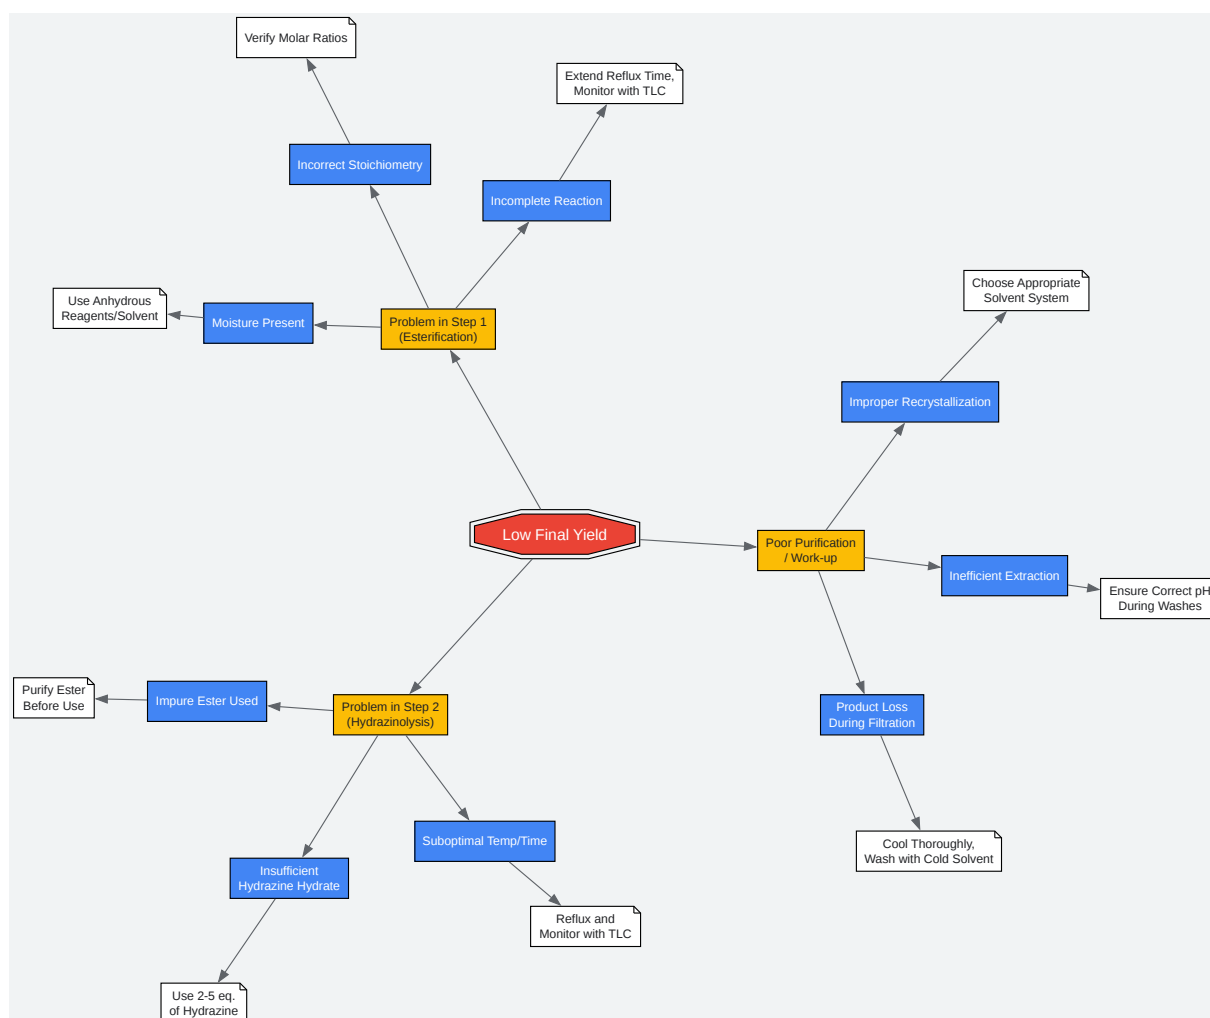 Verify Molar Ratios
Extend Reflux Time,
Monitor with TLC
Incorrect Stoichiometry
Incomplete Reaction
Use Anhydrous
Reagents/Solvent
Moisture Present
Problem in Step 1
(Esterification)
Choose Appropriate
Solvent System
Improper Recrystallization
Low Final Yield
Poor Purification
/ Work-up
Inefficient Extraction
Ensure Correct pH
During Washes
Purify Ester
Before Use
Impure Ester Used
Problem in Step 2
(Hydrazinolysis)
Product Loss
During Filtration
Suboptimal Temp/Time
Cool Thoroughly,
Wash with Cold Solvent
Insufficient
Hydrazine Hydrate
Reflux and
Monitor with TLC
Use 2-5 eq.
of Hydrazine